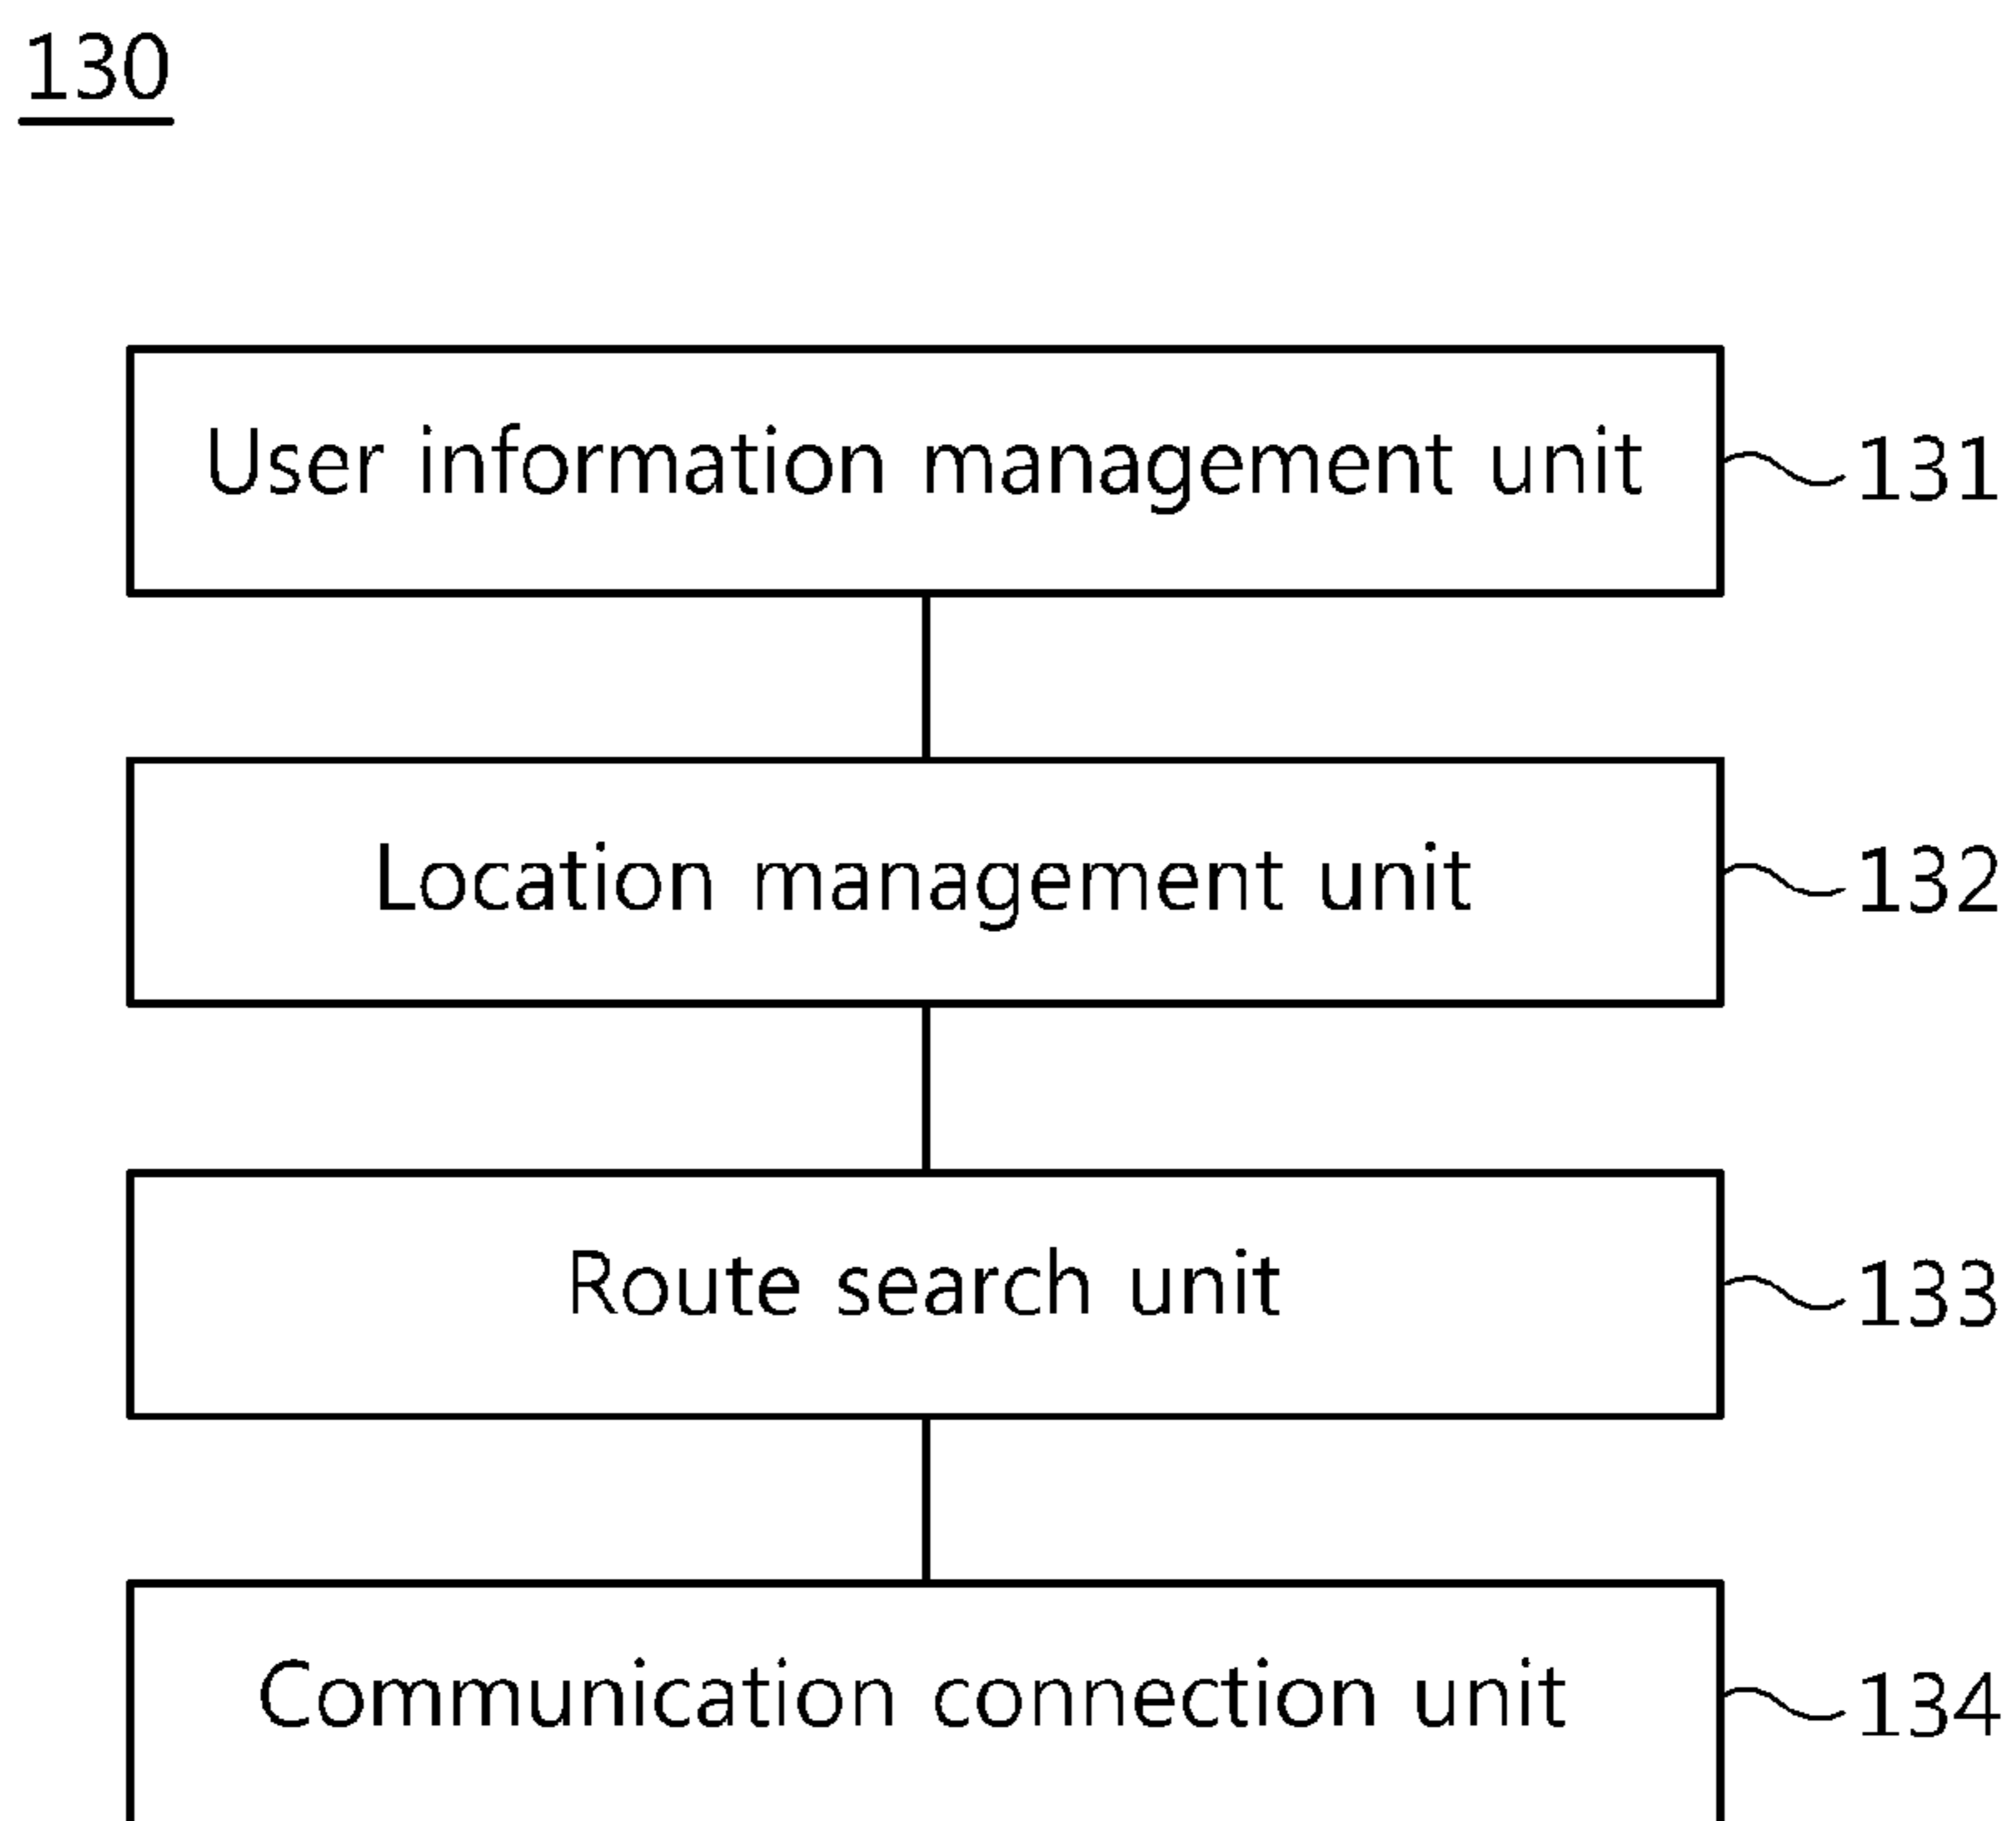 130
User information management unit 131
Location management unit 132
Route search unit 133
Communication connection unit 134